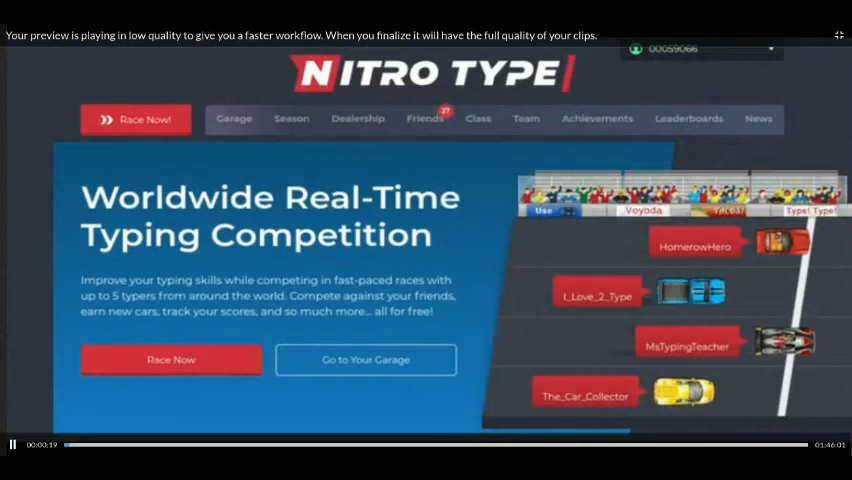 Your preview is playing in low quality to give you a faster workflow. When you finalize it will have the full quality of your clips.
00059066
NITRO TYPE
Race Now! Garage Season Dealership Friends 27 Class Team Achievements Leaderboards News
Worldwide Real-Time
Typing Competition
Improve your typing skills while competing in fast-paced races with
up to 5 typers from around the world. Compete against your friends,
earn new cars, track your scores, and so much more... all for free!
Race Now Go to Your Garage
Use Voyoda Type! Type!
HomerowHero
I_Love_2_Type
MsTypingTeacher
The_Car_Collector
00:00:19 01:46:01